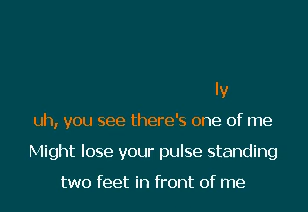 ly
uh, you see there's one of me
Might lose your pulse standing
two feet in front of me